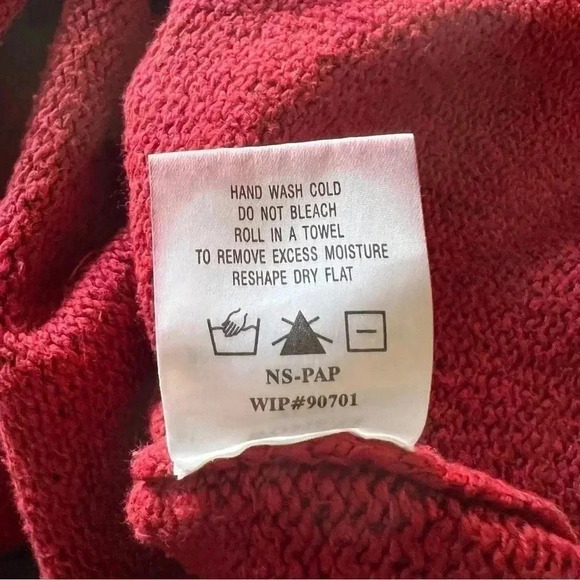 HAND WASH COLD
DO NOT BLEACH
ROLL IN A TOWEL
TO REMOVE EXCESS MOISTURE
RESHAPE DRY FLAT
NS-PAP
WIP#90701